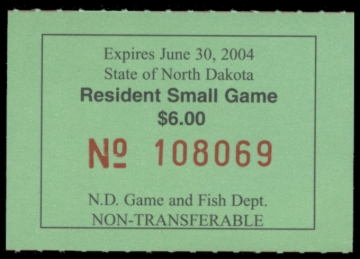 Expires June 30, 2004
State of North Dakota
Resident Small Game
$6.00
Nº 108069
N.D. Game and Fish Dept.
NON-TRANSFERABLE